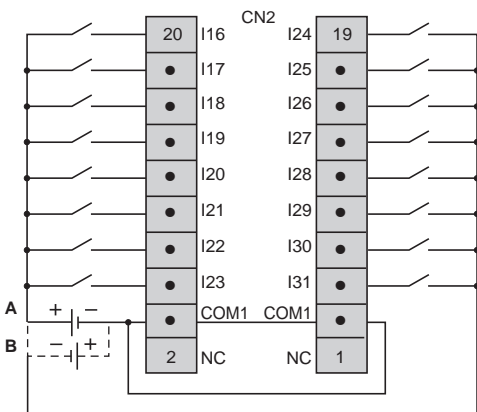 CN2
20 I16 I24 19
I17 I25
I18 I26
I19 I27
I20 I28
I21 I29
I22 I30
I23 I31
A + − COM1 COM1
B − + 2 NC NC 1